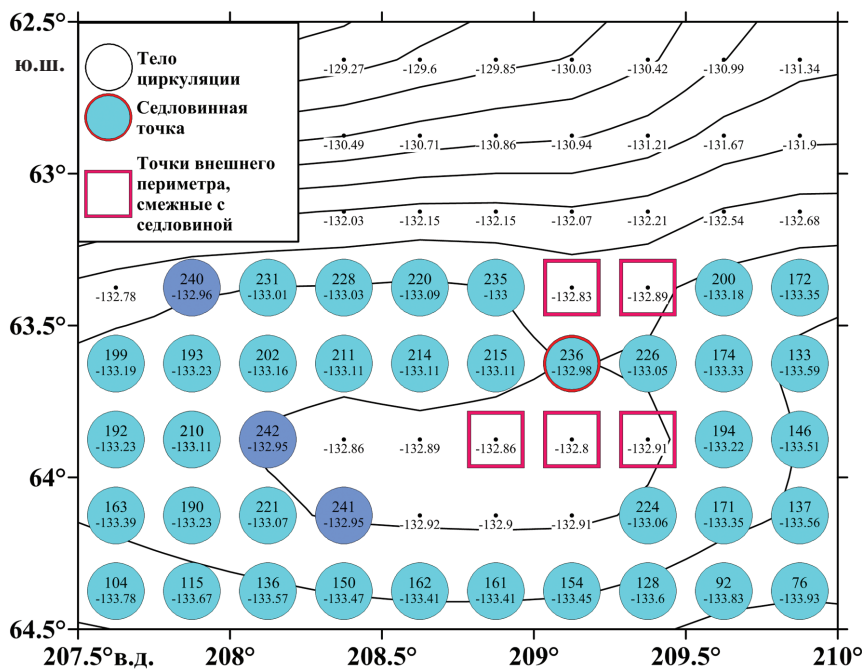 62.5°
ю.ш.
Тело
циркуляции
Седловинная
точка
Точки внешнего
периметра,
смежные с
седловиной
-129.27 -129.6 -129.85 -130.03 -130.42 -130.99 -131.34
-130.49 -130.71 -130.86 -130.94 -131.21 -131.67 -131.9
63°
-132.03 -132.15 -132.15 -132.07 -132.21 -132.54 -132.68
240 231 228 220 235 200 172
-132.78 -132.96 -133.01 -133.03 -133.09 -133 -132.83 -132.89 -133.18 -133.35
63.5°
199 193 202 211 214 215 236 226 174 133
-133.19 -133.23 -133.16 -133.11 -133.11 -133.11 -132.98 -133.05 -133.33 -133.59
192 210 242 194 146
-133.23 -133.11 -132.95 -132.86 -132.89 -132.86 -132.8 -132.91 -133.22 -133.51
64°
163 190 221 241 224 171 137
-133.39 -133.23 -133.07 -132.95 -132.92 -132.9 -132.91 -133.06 -133.35 -133.56
104 115 136 150 162 161 154 128 92 76
-133.78 -133.67 -133.57 -133.47 -133.41 -133.41 -133.45 -133.6 -133.83 -133.93
64.5°
207.5° в.д. 208° 208.5° 209° 209.5° 210°